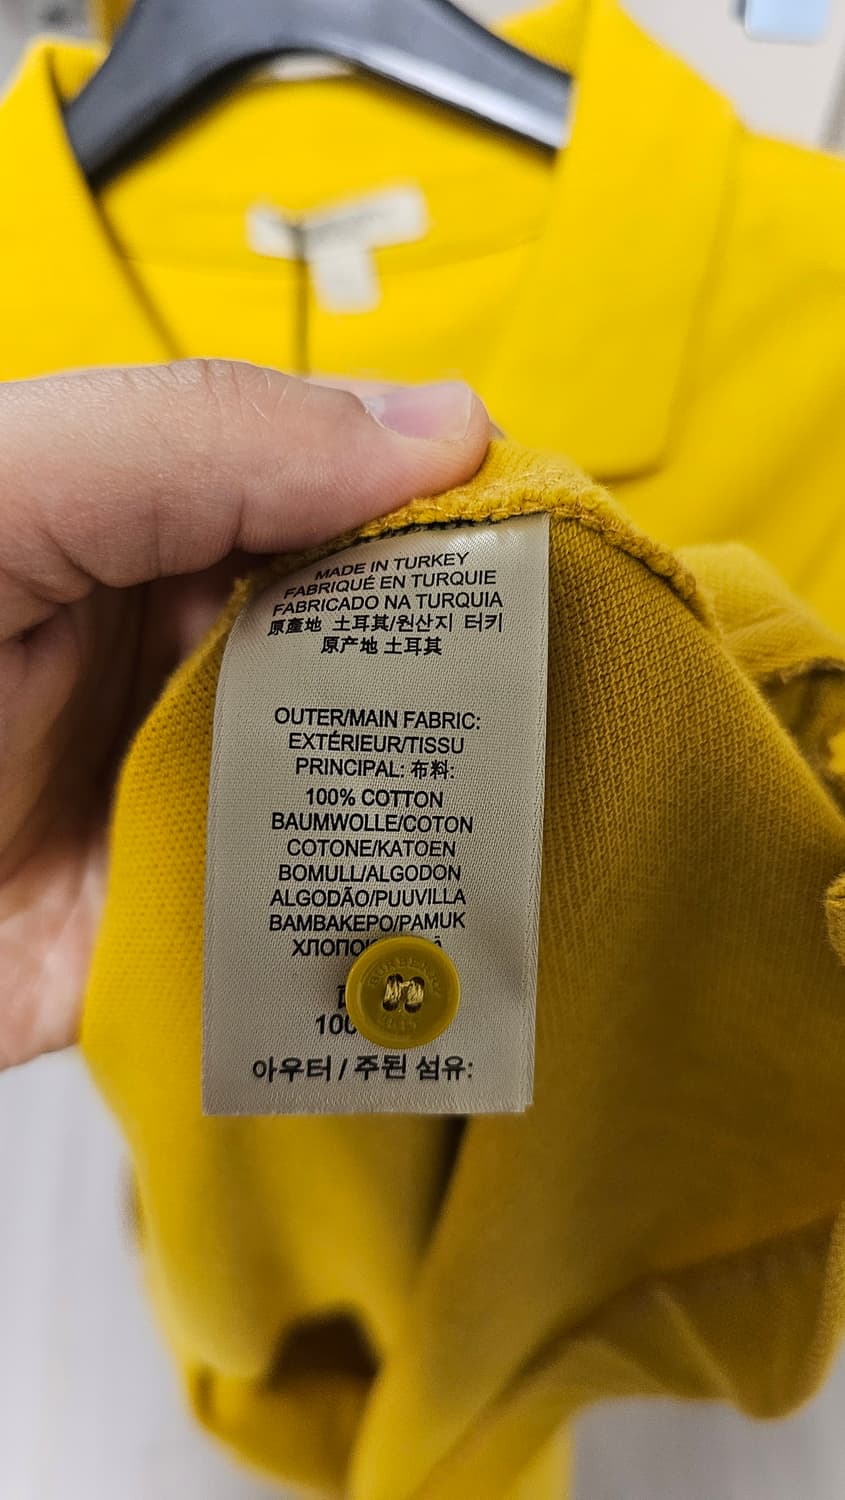 MADE IN TURKEY
FABRIQUÉ EN TURQUIE
FABRICADO NA TURQUIA
原產地 土耳其/원산지 터키
原产地 土耳其
OUTER/MAIN FABRIC:
EXTÉRIEUR/TISSU
PRINCIPAL: 布料:
100% COTTON
BAUMWOLLE/COTON
COTONE/KATOEN
BOMULL/ALGODON
ALGODÃO/PUUVILLA
ΒΑΜΒΑΚΕΡΟ/PAMUK
BURBERRY
아우터 / 주된 섬유: